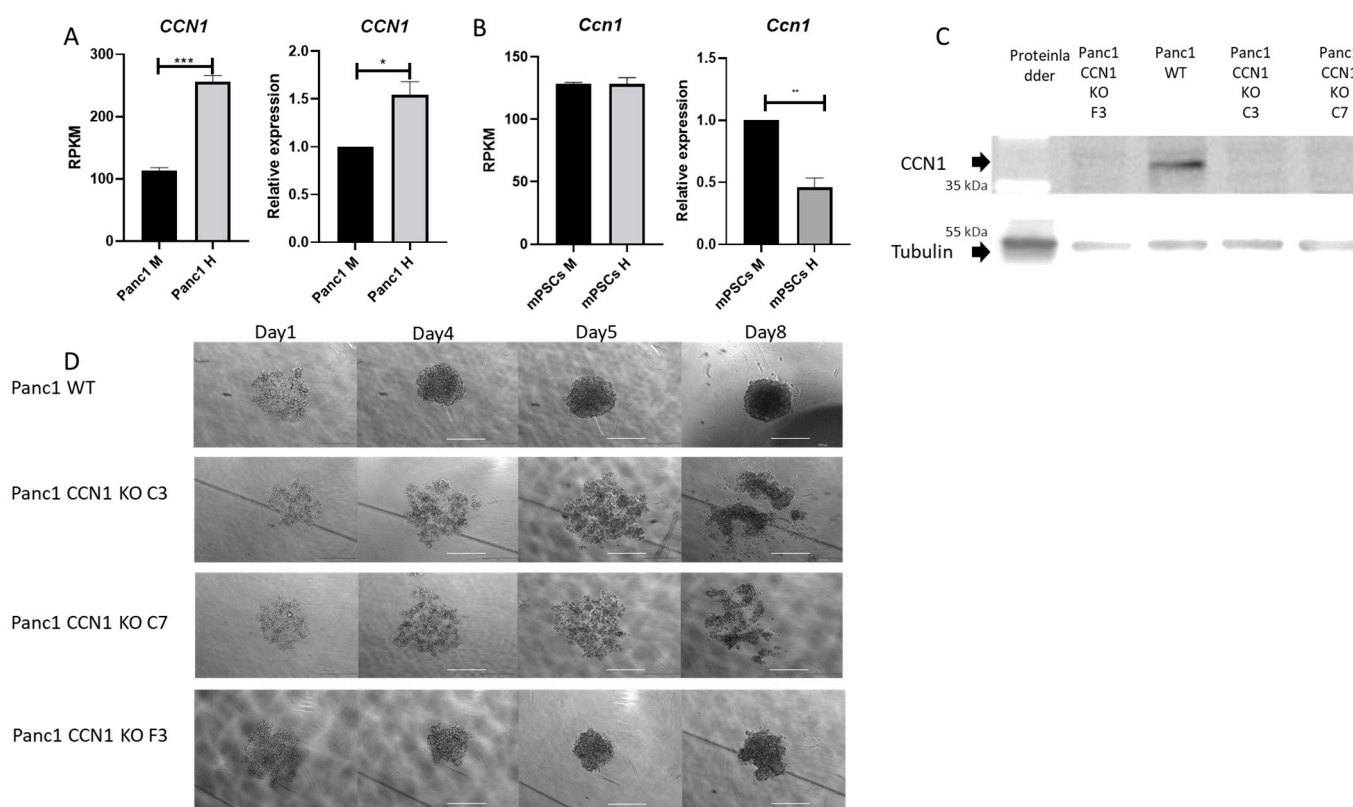 A
CCN1
RPKM
300
200
100
0
***
Panc1 M
Panc1 H
CCN1
Relative expression
2.0
1.5
1.0
0.5
0.0
*
Panc1 M
Panc1 H
B
Ccn1
RPKM
150
100
50
0
mPSCs M
mPSCs H
Ccn1
Relative expression
1.5
1.0
0.5
0.0
**
mPSCs M
mPSCs H
C
Proteinla
dder
Panc1
CCN1
KO
F3
Panc1
WT
Panc1
CCN1
KO
C3
Panc1
CCN1
KO
C7
CCN1
35 kDa
55 kDa
Tubulin
D
Day1
Day4
Day5
Day8
Panc1 WT
Panc1 CCN1 KO C3
Panc1 CCN1 KO C7
Panc1 CCN1 KO F3